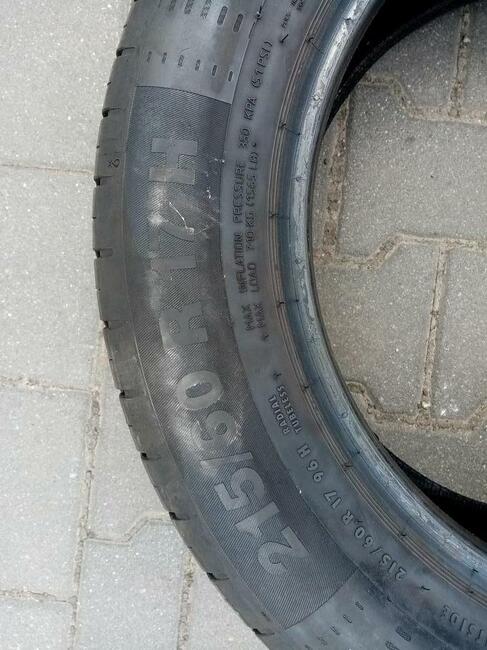 215/60 R 17 H
MAX INFLATION PRESSURE 350 KPA (51 PSI)
MAX LOAD 710 KG (1565 LB)
RADIAL
TUBELESS
215/60 R 17 96 H